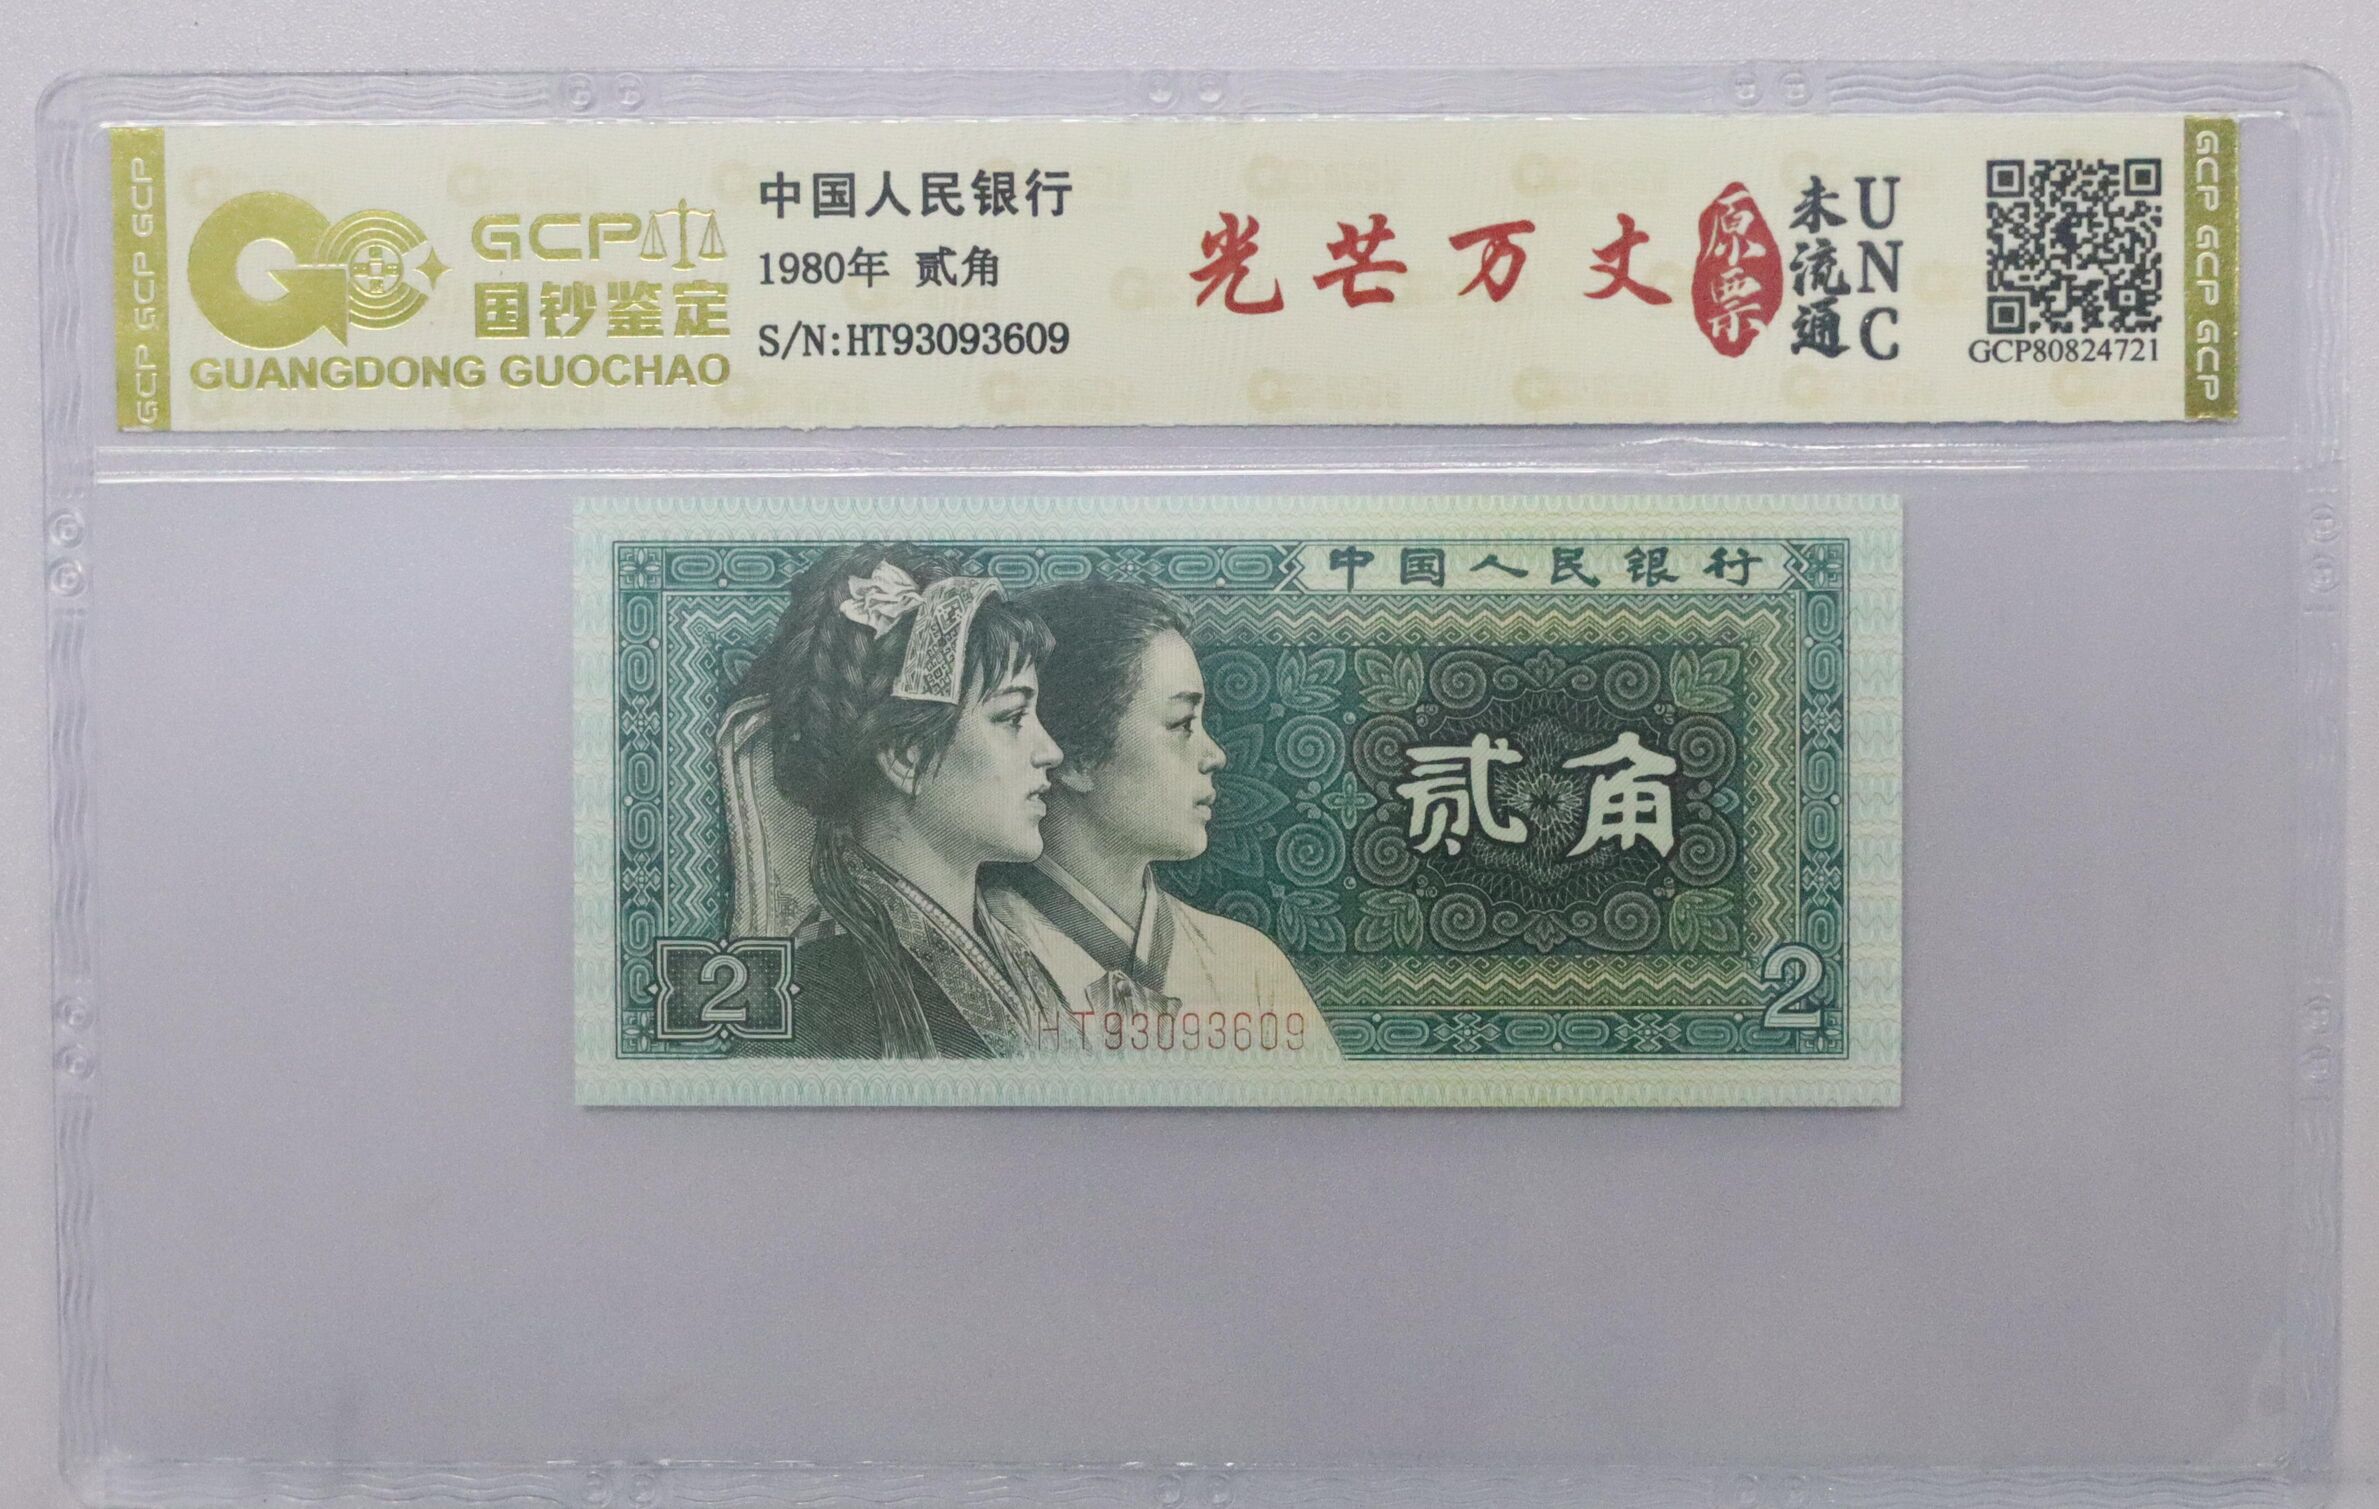 GCP GCP GCP
GCP
国钞鉴定
GUANGDONG GUOCHAO
中国人民银行
1980年 贰角
S/N:HT93093609
光芒万丈
原票
未流通
UNC
GCP80824721
GCP GCP GCP
中国人民银行
贰角
2
HT93093609
2